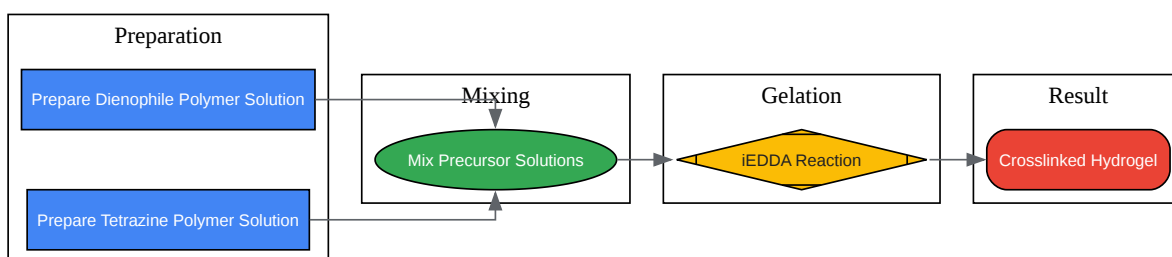 Preparation
Prepare Dienophile Polymer Solution
Prepare Tetrazine Polymer Solution
Mixing
Mix Precursor Solutions
Gelation
iEDDA Reaction
Result
Crosslinked Hydrogel